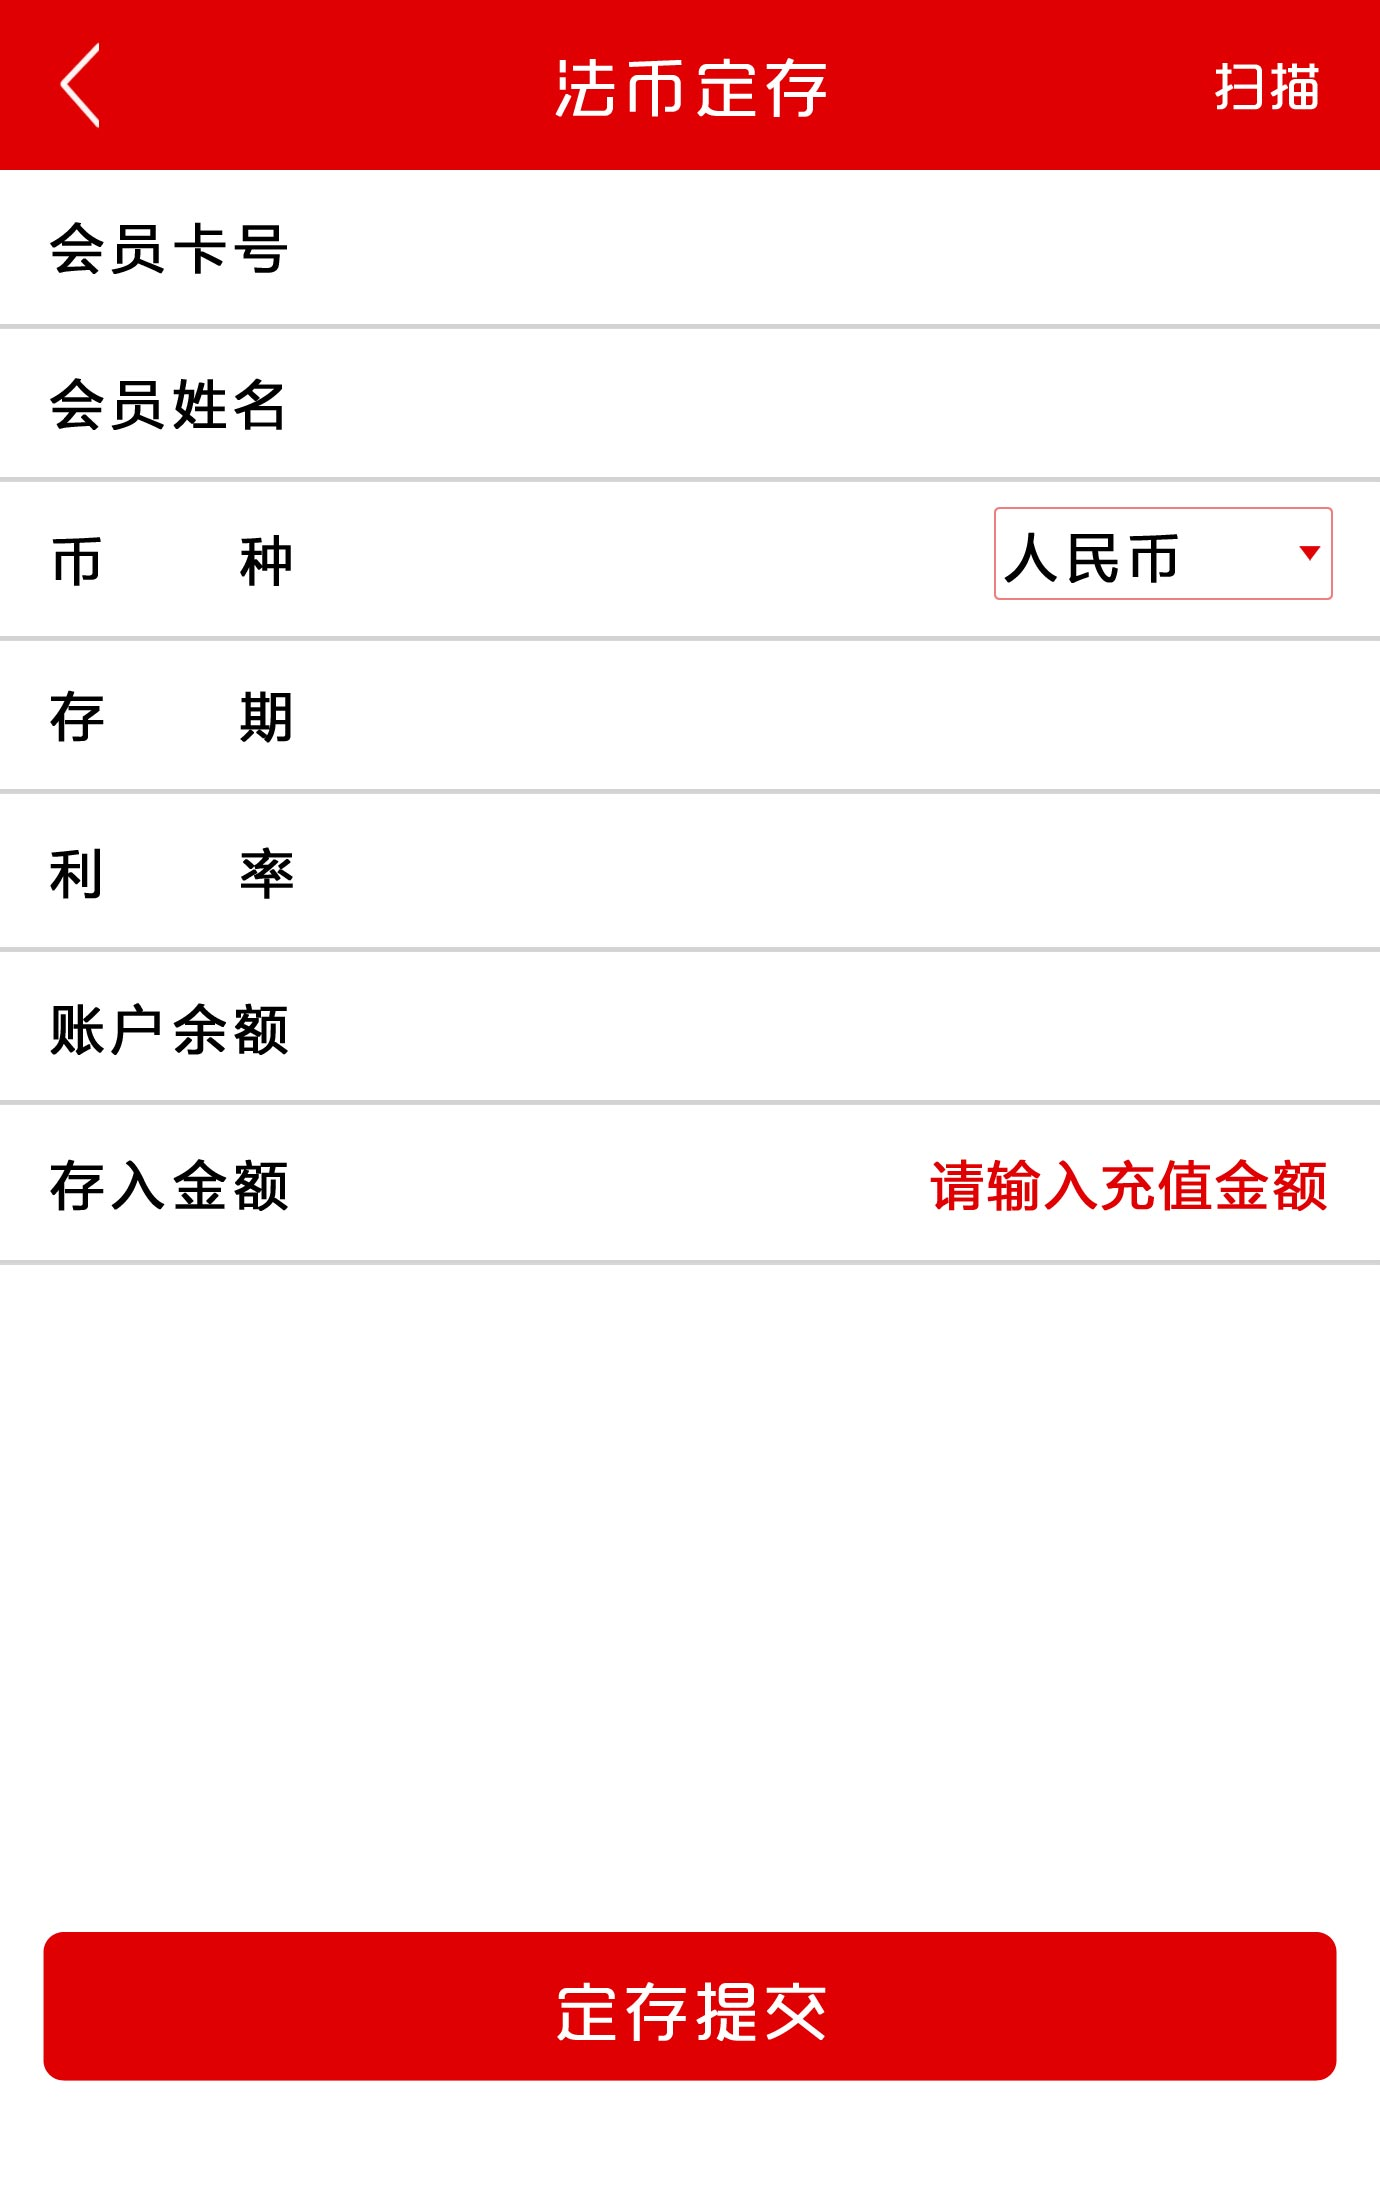 法币定存 扫描
会员卡号
会员姓名
币 种 人民币
存 期
利 率
账户余额
存入金额 请输入充值金额
定存提交